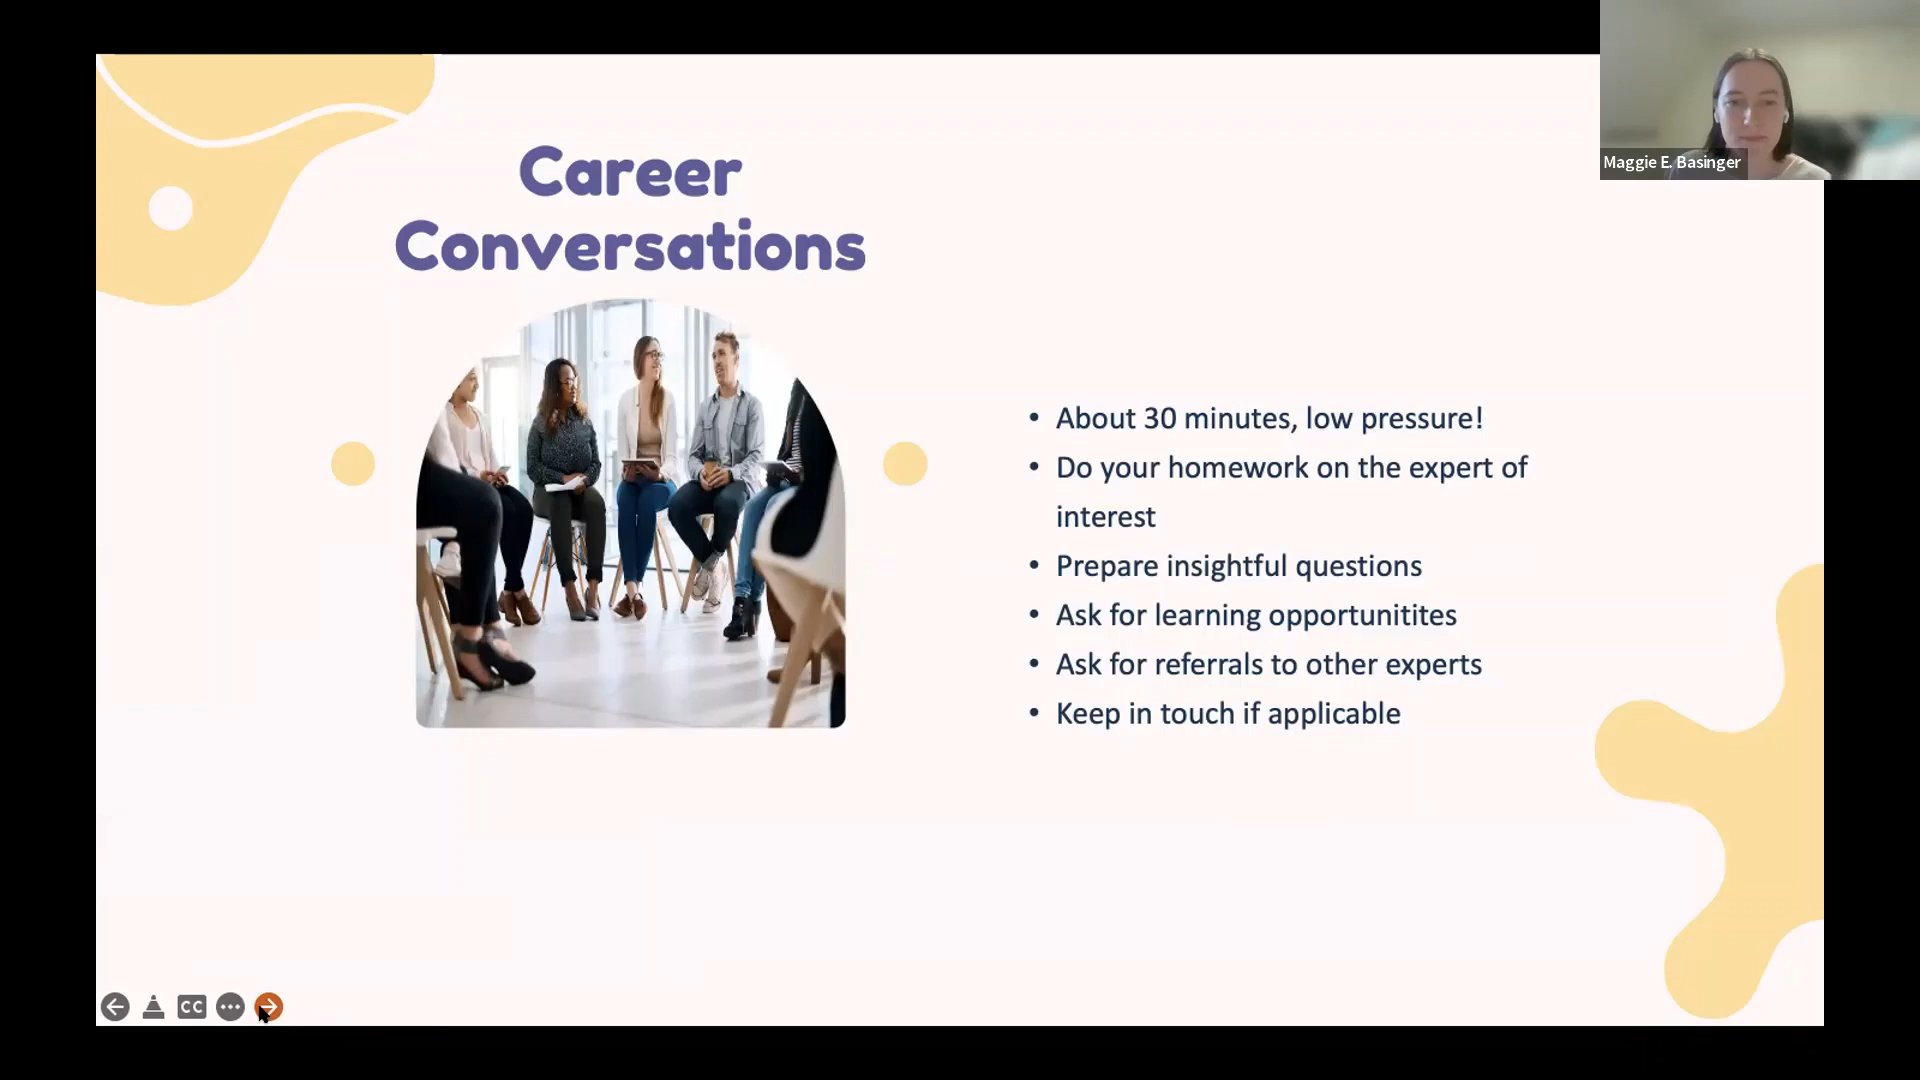 Career
Conversations
• About 30 minutes, low pressure!
• Do your homework on the expert of
interest
• Prepare insightful questions
• Ask for learning opportunitites
• Ask for referrals to other experts
• Keep in touch if applicable
Maggie E. Basinger
CC